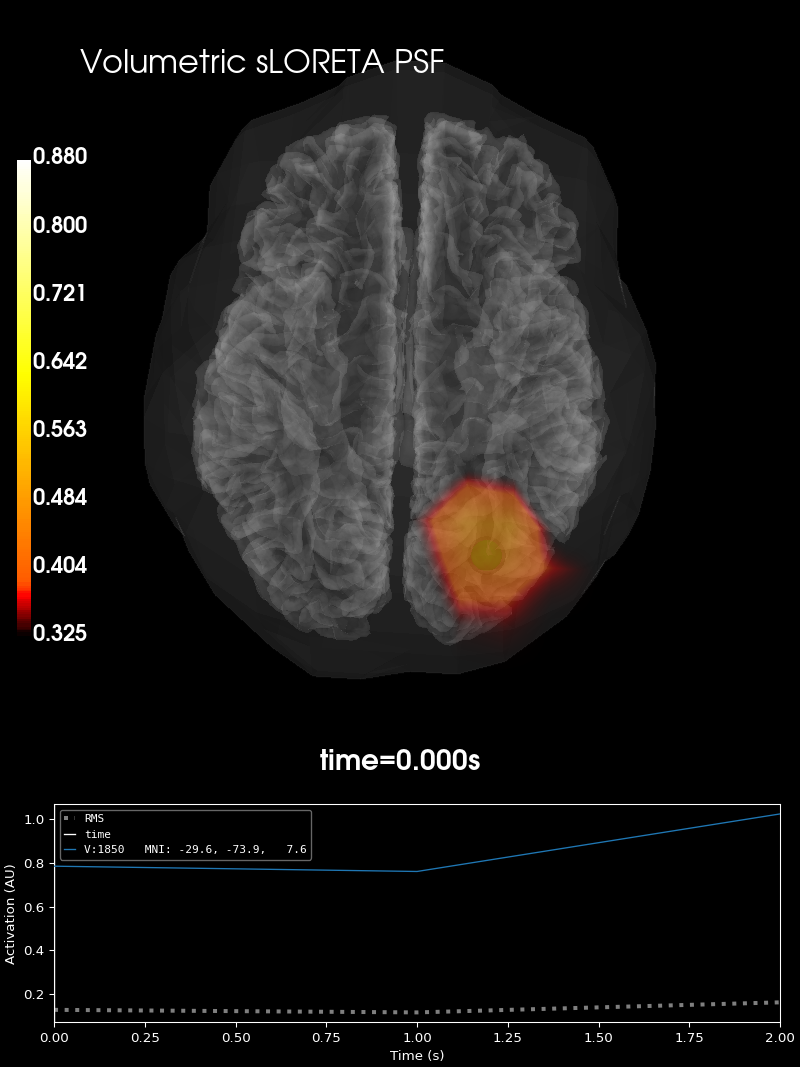 Volumetric sLORETA PSF
0.880
0.800
0.721
0.642
0.563
0.484
0.404
0.325
time=0.000s
RMS
time
V:1850   MNI: -29.6, -73.9,   7.6
1.0
0.8
0.6
0.4
0.2
Activation (AU)
0.00 0.25 0.50 0.75 1.00 1.25 1.50 1.75 2.00
Time (s)